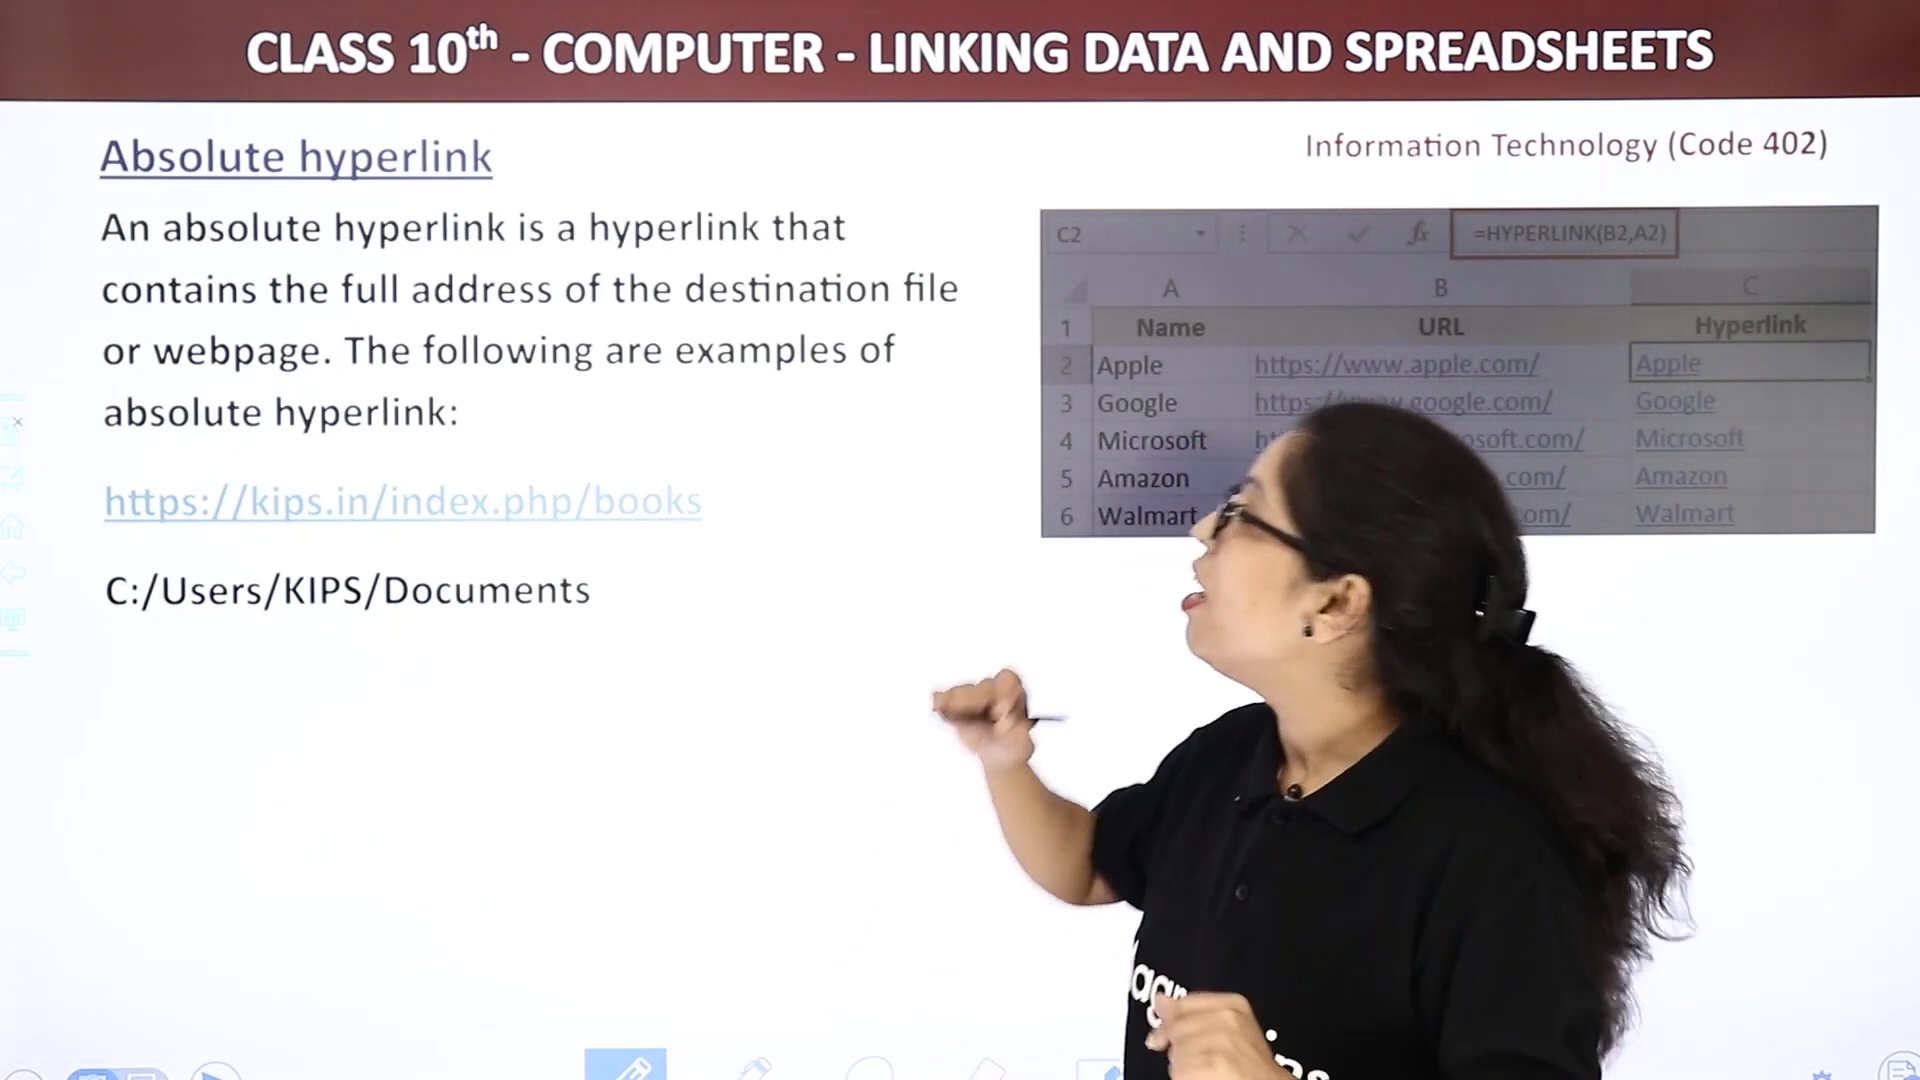 CLASS 10th - COMPUTER - LINKING DATA AND SPREADSHEETS
Absolute hyperlink
Information Technology (Code 402)
An absolute hyperlink is a hyperlink that
contains the full address of the destination file
or webpage. The following are examples of
absolute hyperlink:
https://kips.in/index.php/books
C:/Users/KIPS/Documents
C2 fx =HYPERLINK(B2,A2)
A B C
1 Name URL Hyperlink
2 Apple https://www.apple.com/ Apple
3 Google https://www.google.com/ Google
4 Microsoft osoft.com/ Microsoft
5 Amazon .com/ Amazon
6 Walmart om/ Walmart